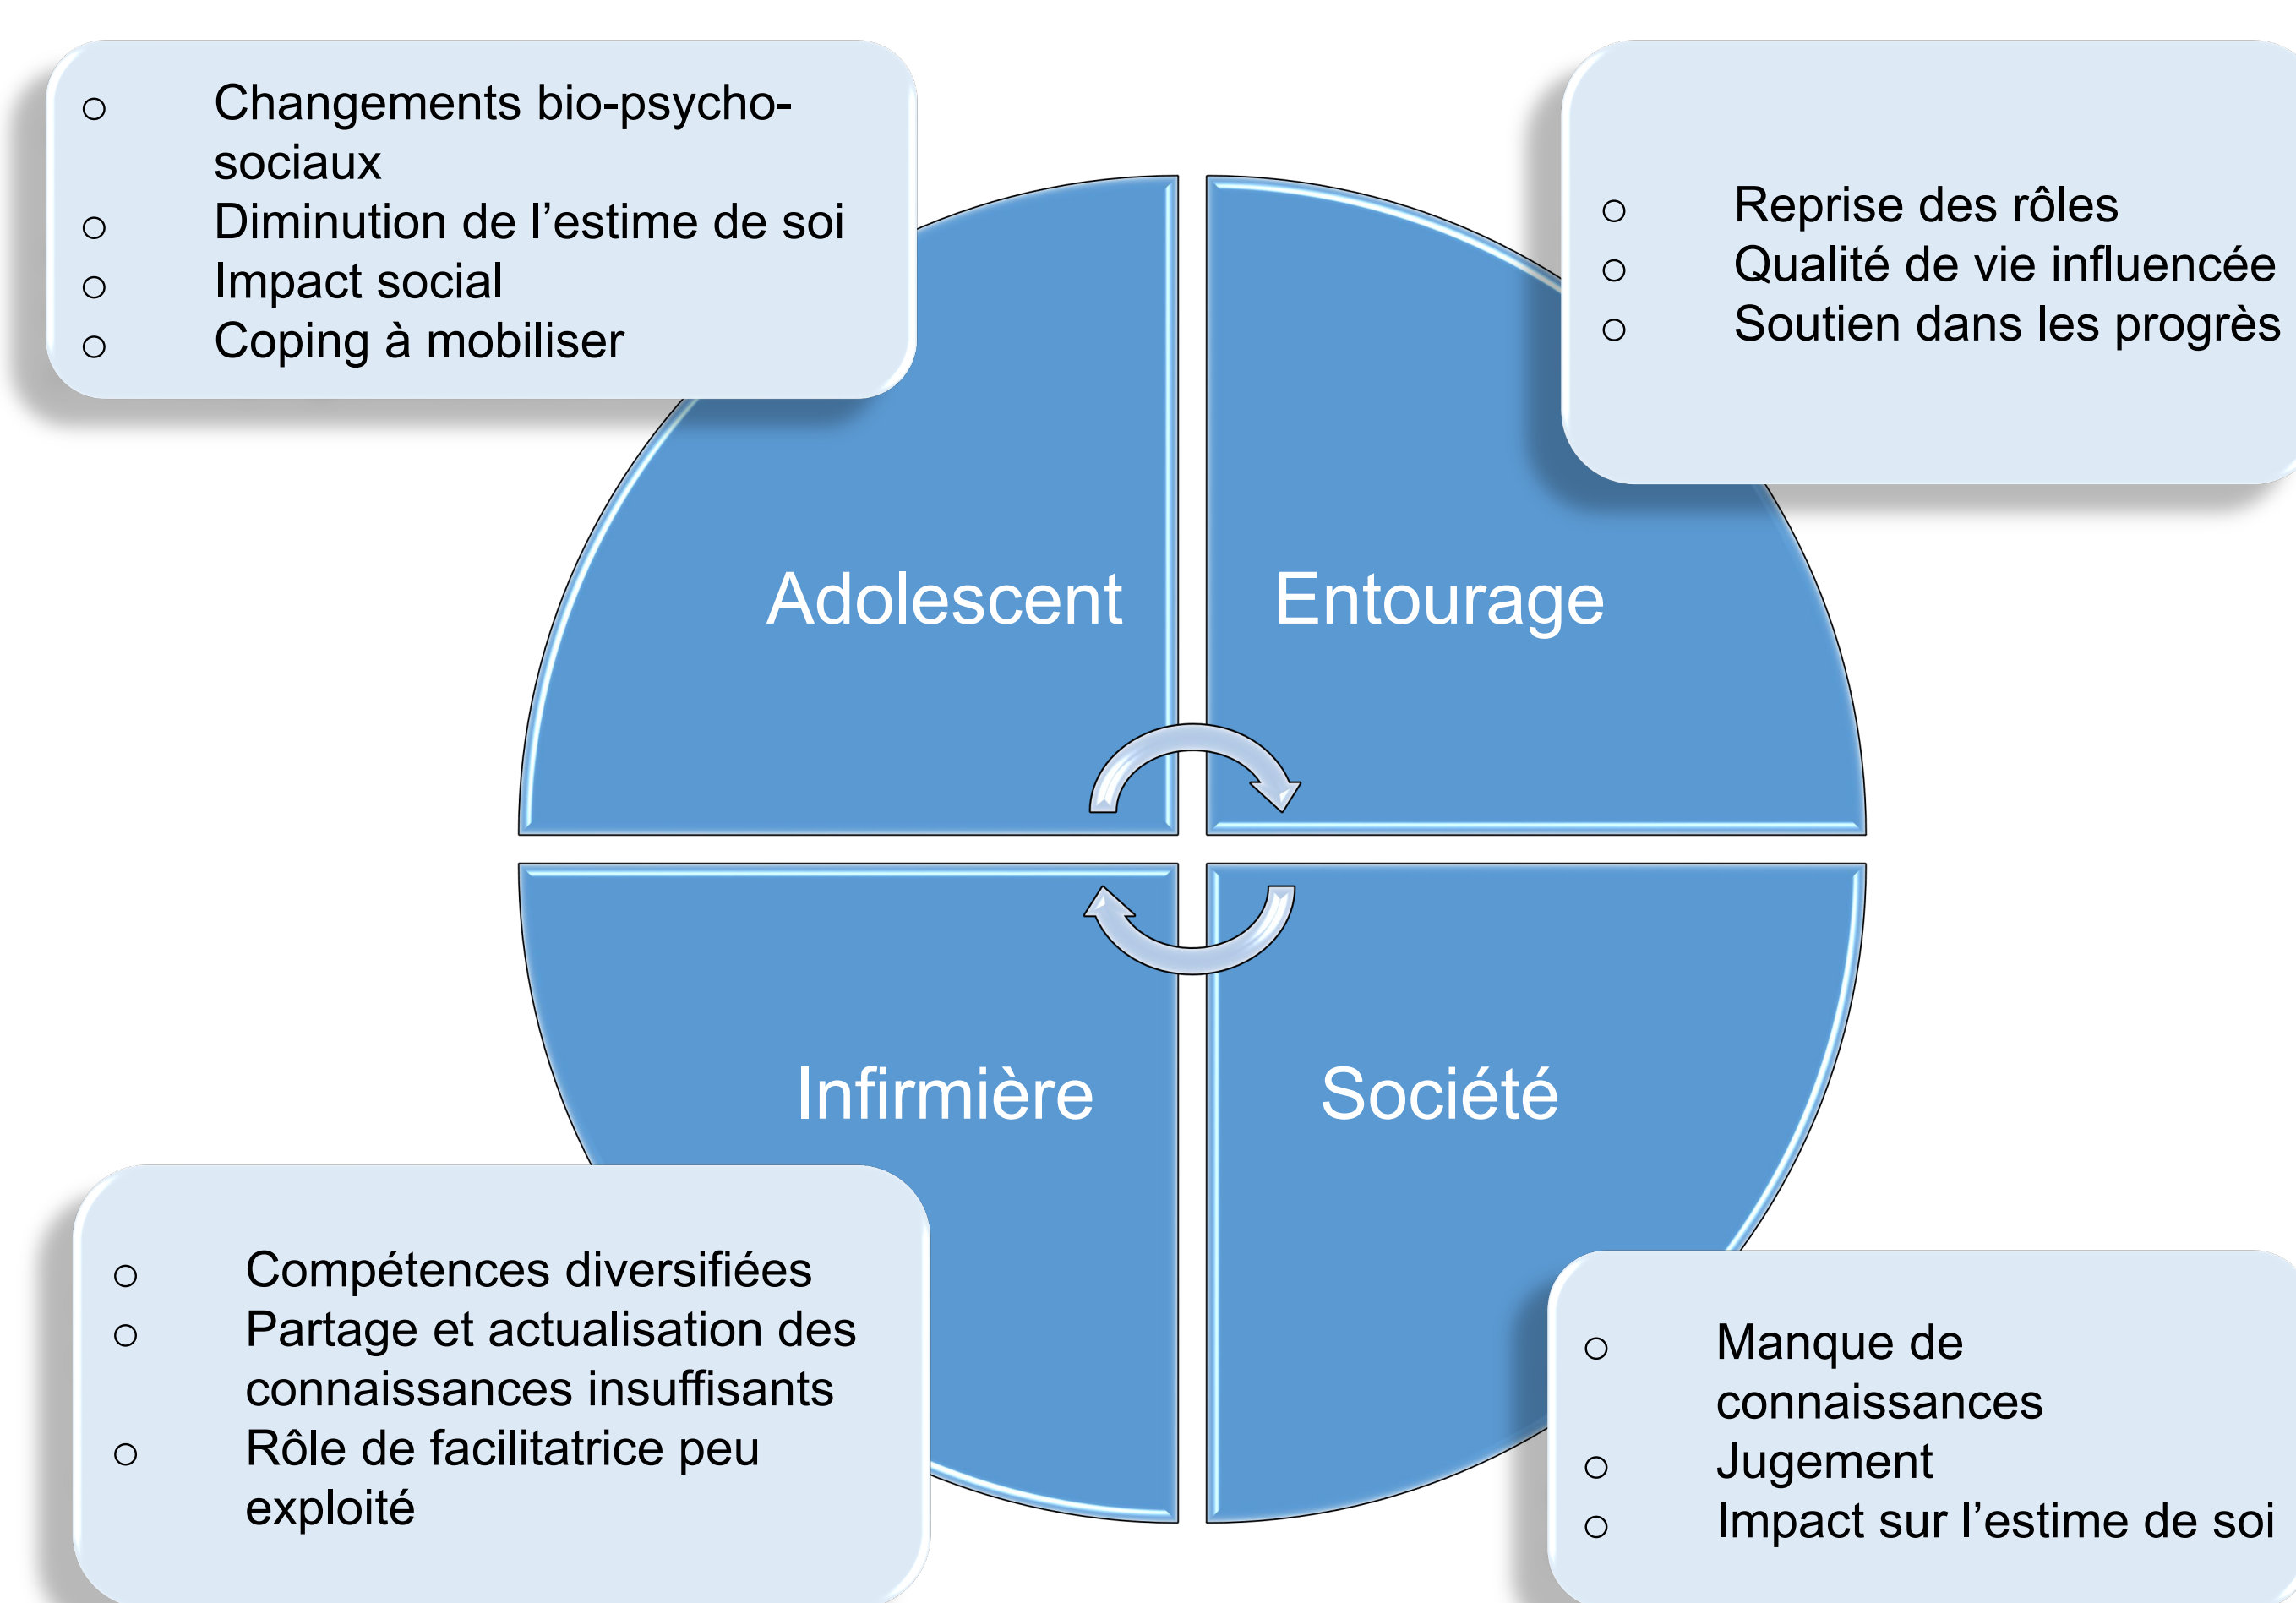 ○ Changements bio-psycho-
sociaux
○ Diminution de l’estime de soi
○ Impact social
○ Coping à mobiliser
○ Reprise des rôles
○ Qualité de vie influencée
○ Soutien dans les progrès
Adolescent
Entourage
Infirmière
Société
○ Compétences diversifiées
○ Partage et actualisation des
connaissances insuffisants
○ Rôle de facilitatrice peu
exploité
○ Manque de
connaissances
○ Jugement
○ Impact sur l’estime de soi